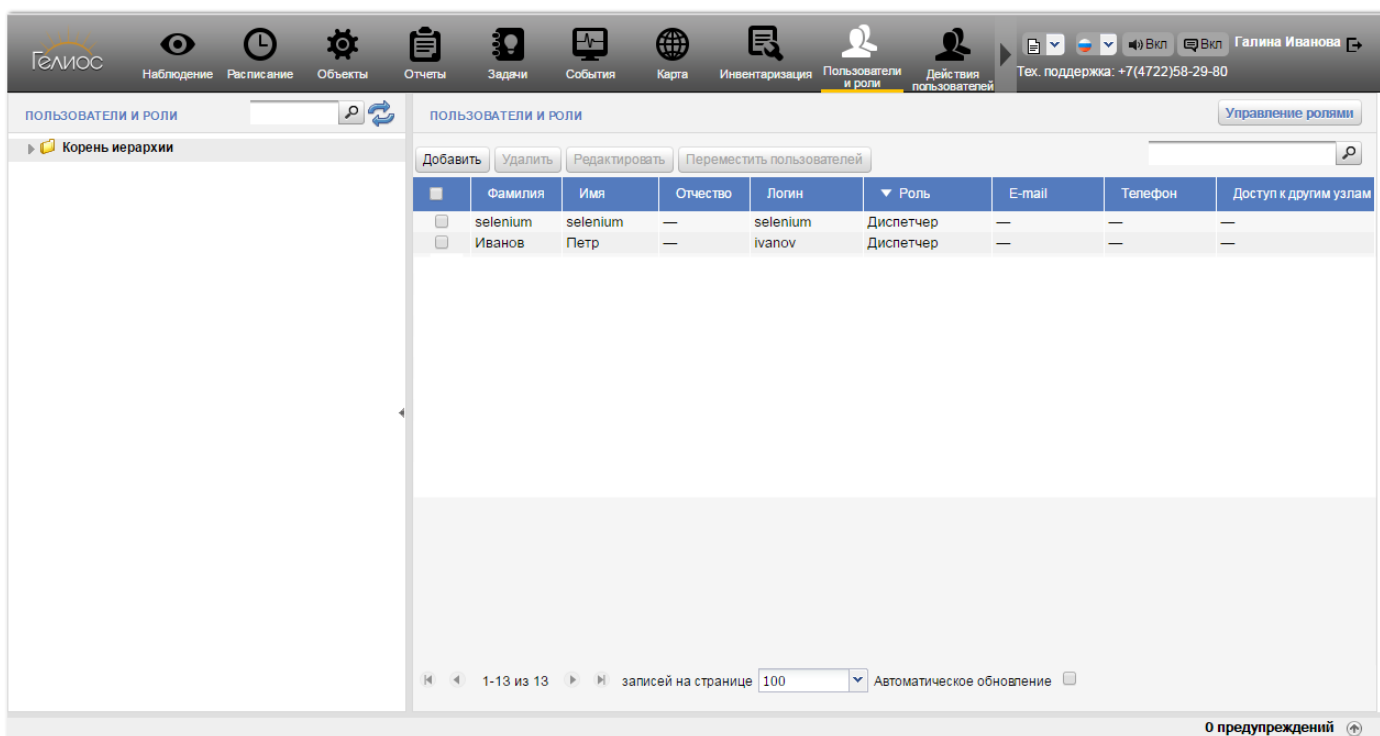 Гелиос
Наблюдение Расписание Объекты Отчеты Задачи События Карта Инвентаризация Пользователи и роли Действия пользователей
Вкл Вкл Галина Иванова
Тех. поддержка: +7(4722)58-29-80
ПОЛЬЗОВАТЕЛИ И РОЛИ
ПОЛЬЗОВАТЕЛИ И РОЛИ Управление ролями
Корень иерархии
Добавить Удалить Редактировать Переместить пользователей
Фамилия Имя Отчество Логин Роль E-mail Телефон Доступ к другим узлам
selenium selenium — selenium Диспетчер — — —
Иванов Петр — ivanov Диспетчер — — —
1-13 из 13 записей на странице 100 Автоматическое обновление
0 предупреждений